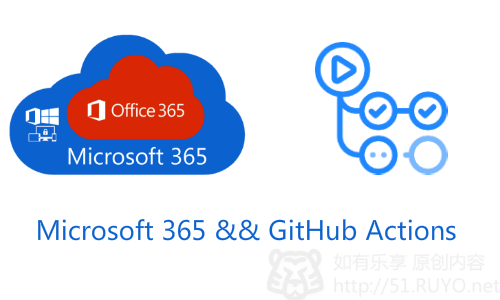 Office 365
Microsoft 365
Microsoft 365 && GitHub Actions
如有乐享 原创内容
http://51.RUYO.net